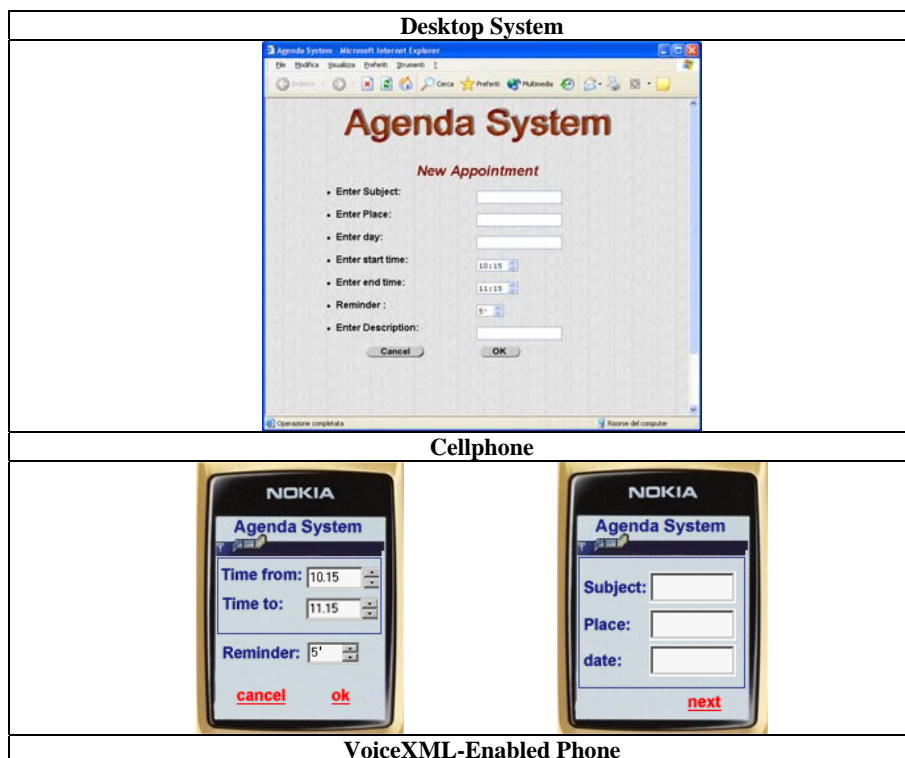 Desktop System
Agenda System - Microsoft Internet Explorer
File Modifica Visualizza Preferiti Strumenti ?
Indietro Cerca Preferiti Multimedia
Agenda System
New Appointment
• Enter Subject:
• Enter Place:
• Enter day:
• Enter start time: 10:15
• Enter end time: 11:15
• Reminder : 5'
• Enter Description:
Cancel OK
Operazione completata Risorse del computer
Cellphone
NOKIA
Agenda System
Time from: 10.15
Time to: 11.15
Reminder: 5'
cancel ok
NOKIA
Agenda System
Subject:
Place:
date:
next
VoiceXML-Enabled Phone